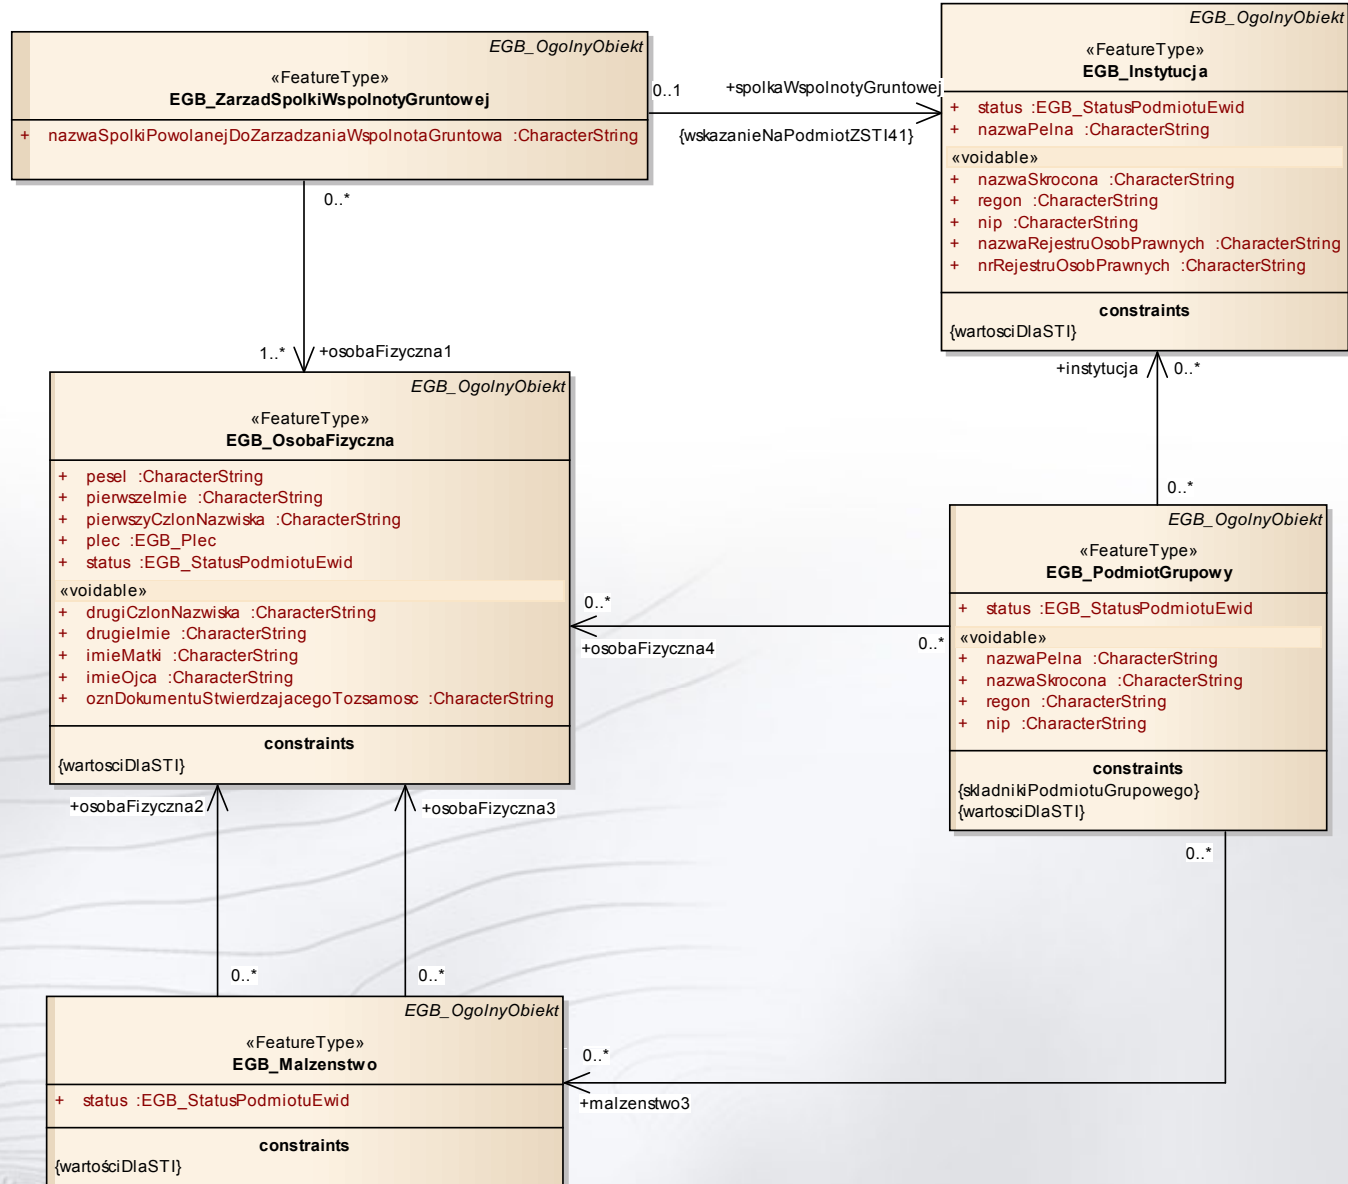 EGB_OgolnyObiekt
«FeatureType»
EGB_ZarzadSpolkiWspolnotyGruntowej
+ nazwaSpolkiPowolanejDoZarzadzaniaWspolnotaGruntowa :CharacterString
0..1
+spolkaWspolnotyGruntowej
{wskazanieNaPodmiotZSTI41}
EGB_OgolnyObiekt
«FeatureType»
EGB_Instytucja
+ status :EGB_StatusPodmiotuEwid
+ nazwaPelna :CharacterString
«voidable»
+ nazwaSkrocona :CharacterString
+ regon :CharacterString
+ nip :CharacterString
+ nazwaRejestruOsobPrawnych :CharacterString
+ nrRejestruOsobPrawnych :CharacterString
constraints
{wartosciDlaSTI}
0..*
1..*
+osobaFizyczna1
+instytucja
0..*
0..*
EGB_OgolnyObiekt
«FeatureType»
EGB_OsobaFizyczna
+ pesel :CharacterString
+ pierwszeImie :CharacterString
+ pierwszyCzlonNazwiska :CharacterString
+ plec :EGB_Plec
+ status :EGB_StatusPodmiotuEwid
«voidable»
+ drugiCzlonNazwiska :CharacterString
+ drugieImie :CharacterString
+ imieMatki :CharacterString
+ imieOjca :CharacterString
+ oznDokumentuStwierdzajacegoTozsamosc :CharacterString
constraints
{wartosciDlaSTI}
0..*
+osobaFizyczna4
0..*
EGB_OgolnyObiekt
«FeatureType»
EGB_PodmiotGrupowy
+ status :EGB_StatusPodmiotuEwid
«voidable»
+ nazwaPelna :CharacterString
+ nazwaSkrocona :CharacterString
+ regon :CharacterString
+ nip :CharacterString
constraints
{skladnikiPodmiotuGrupowego}
{wartosciDlaSTI}
+osobaFizyczna2
+osobaFizyczna3
0..*
0..*
0..*
EGB_OgolnyObiekt
«FeatureType»
EGB_Malzenstwo
+ status :EGB_StatusPodmiotuEwid
constraints
{wartościDlaSTI}
0..*
+malzenstwo3